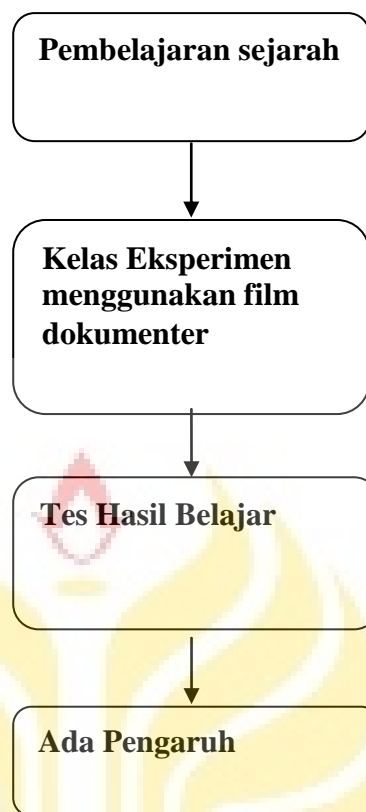 Pembelajaran sejarah
Kelas Eksperimen
menggunakan film
dokumenter
Tes Hasil Belajar
Ada Pengaruh